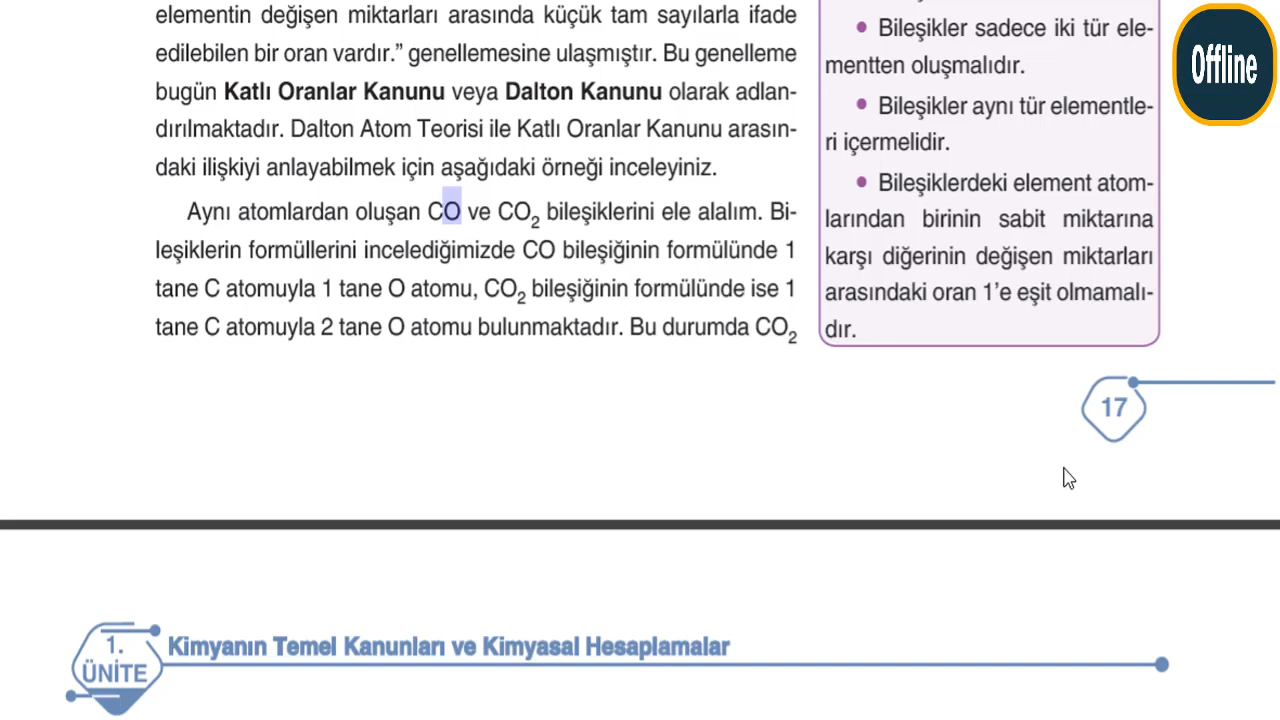 elementin değişen miktarları arasında küçük tam sayılarla ifade
edilebilen bir oran vardır.” genellemesine ulaşmıştır. Bu genelleme
bugün Katlı Oranlar Kanunu veya Dalton Kanunu olarak adlan-
dırılmaktadır. Dalton Atom Teorisi ile Katlı Oranlar Kanunu arasın-
daki ilişkiyi anlayabilmek için aşağıdaki örneği inceleyiniz.
Aynı atomlardan oluşan CO ve CO₂ bileşiklerini ele alalım. Bi-
leşiklerin formüllerini incelediğimizde CO bileşiğinin formülünde 1
tane C atomuyla 1 tane O atomu, CO₂ bileşiğinin formülünde ise 1
tane C atomuyla 2 tane O atomu bulunmaktadır. Bu durumda CO₂
• Bileşikler sadece iki tür ele-
mentten oluşmalıdır.
• Bileşikler aynı tür elementle-
ri içermelidir.
• Bileşiklerdeki element atom-
larından birinin sabit miktarına
karşı diğerinin değişen miktarları
arasındaki oran 1’e eşit olmamalı-
dır.
Offline
17
1.
ÜNİTE
Kimyanın Temel Kanunları ve Kimyasal Hesaplamalar